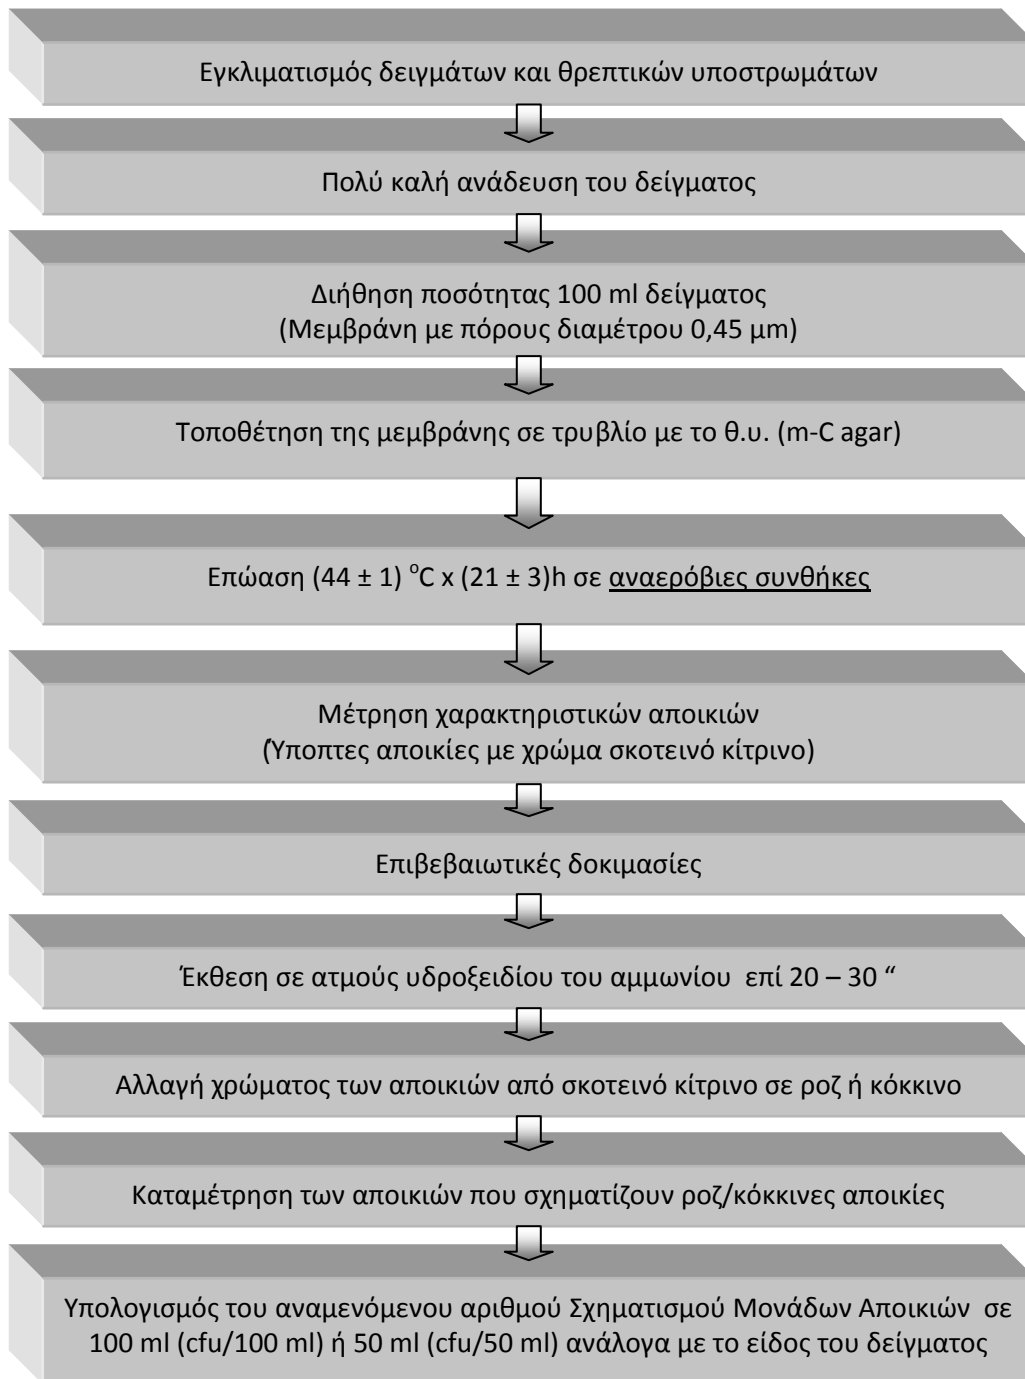 Εγκλιματισμός δειγμάτων και θρεπτικών υποστρωμάτων
Πολύ καλή ανάδευση του δείγματος
Διήθηση ποσότητας 100 ml δείγματος
(Μεμβράνη με πόρους διαμέτρου 0,45 μm)
Τοποθέτηση της μεμβράνης σε τρυβλίο με το θ.υ. (m-C agar)
Επώαση (44 ± 1) °C x (21 ± 3)h σε αναερόβιες συνθήκες
Μέτρηση χαρακτηριστικών αποικιών
(Ύποπτες αποικίες με χρώμα σκοτεινό κίτρινο)
Επιβεβαιωτικές δοκιμασίες
Έκθεση σε ατμούς υδροξειδίου του αμμωνίου επί 20 – 30 “
Αλλαγή χρώματος των αποικιών από σκοτεινό κίτρινο σε ροζ ή κόκκινο
Καταμέτρηση των αποικιών που σχηματίζουν ροζ/κόκκινες αποικίες
Υπολογισμός του αναμενόμενου αριθμού Σχηματισμού Μονάδων Αποικιών σε
100 ml (cfu/100 ml) ή 50 ml (cfu/50 ml) ανάλογα με το είδος του δείγματος